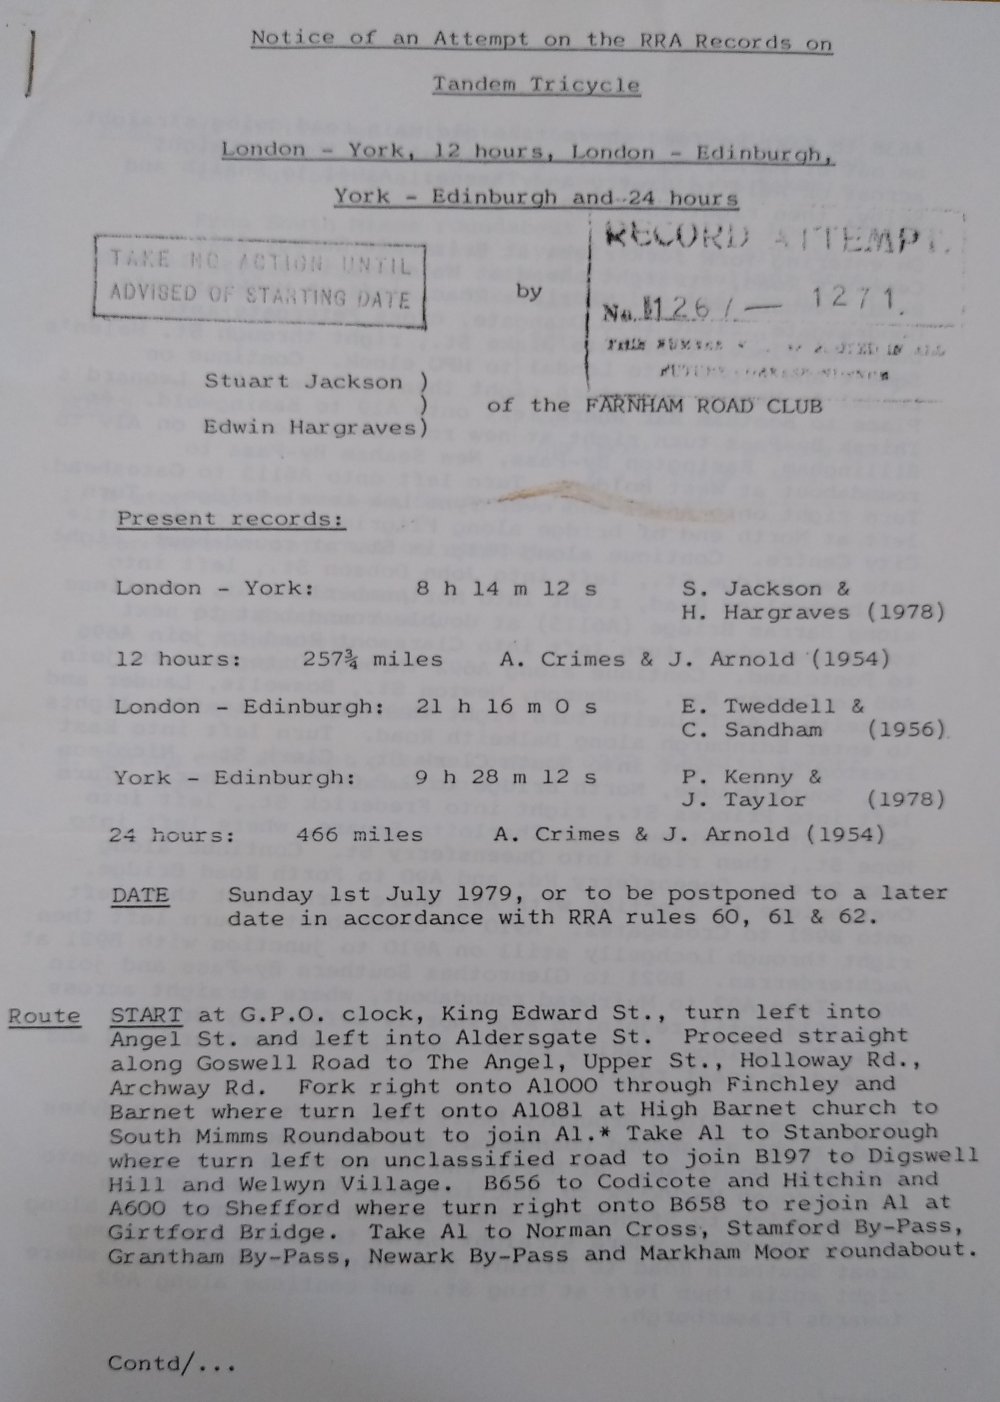 Notice of an Attempt on the RRA Records on
Tandem Tricycle
London - York, 12 hours, London - Edinburgh,
York - Edinburgh and 24 hours
TAKE NO ACTION UNTIL
ADVISED OF STARTING DATE
by
RECORD ATTEMPT.
No. 1267 - 1271.
Stuart Jackson )
)
Edwin Hargraves)
of the FARNHAM ROAD CLUB
Present records:
London - York: 8 h 14 m 12 s S. Jackson &
H. Hargraves (1978)
12 hours: 257¾ miles A. Crimes & J. Arnold (1954)
London - Edinburgh: 21 h 16 m 0 s E. Tweddell &
C. Sandham (1956)
York - Edinburgh: 9 h 28 m 12 s P. Kenny &
J. Taylor (1978)
24 hours: 466 miles A. Crimes & J. Arnold (1954)
DATE Sunday 1st July 1979, or to be postponed to a later
date in accordance with RRA rules 60, 61 & 62.
Route START at G.P.O. clock, King Edward St., turn left into
Angel St. and left into Aldersgate St. Proceed straight
along Goswell Road to The Angel, Upper St., Holloway Rd.,
Archway Rd. Fork right onto A1000 through Finchley and
Barnet where turn left onto A1081 at High Barnet church to
South Mimms Roundabout to join A1.* Take A1 to Stanborough
where turn left on unclassified road to join B197 to Digswell
Hill and Welwyn Village. B656 to Codicote and Hitchin and
A600 to Shefford where turn right onto B658 to rejoin A1 at
Girtford Bridge. Take A1 to Norman Cross, Stamford By-Pass,
Grantham By-Pass, Newark By-Pass and Markham Moor roundabout.
Contd/...